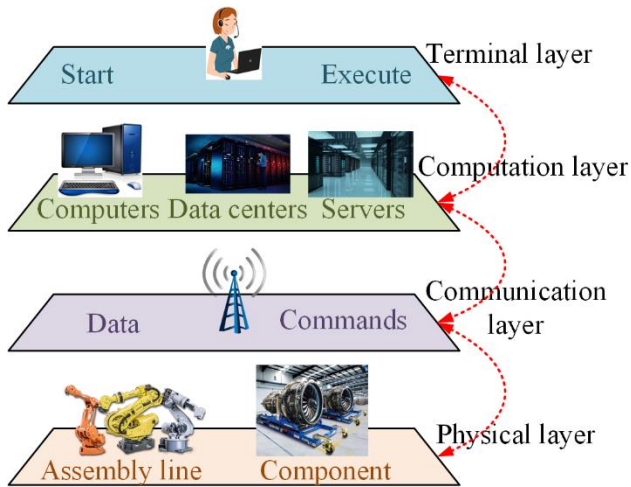 Terminal layer
Start Execute
Computation layer
Computers Data centers Servers
Communication
layer
Data Commands
Physical layer
Assembly line Component